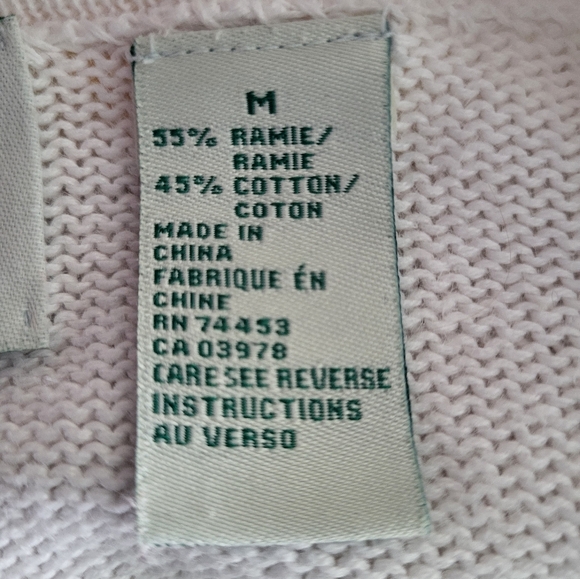 M
55% RAMIE/
RAMIE
45% COTTON/
COTON
MADE IN
CHINA
FABRIQUE ÉN
CHINE
RN 74453
CA 03978
CARE SEE REVERSE
INSTRUCTIONS
AU VERSO